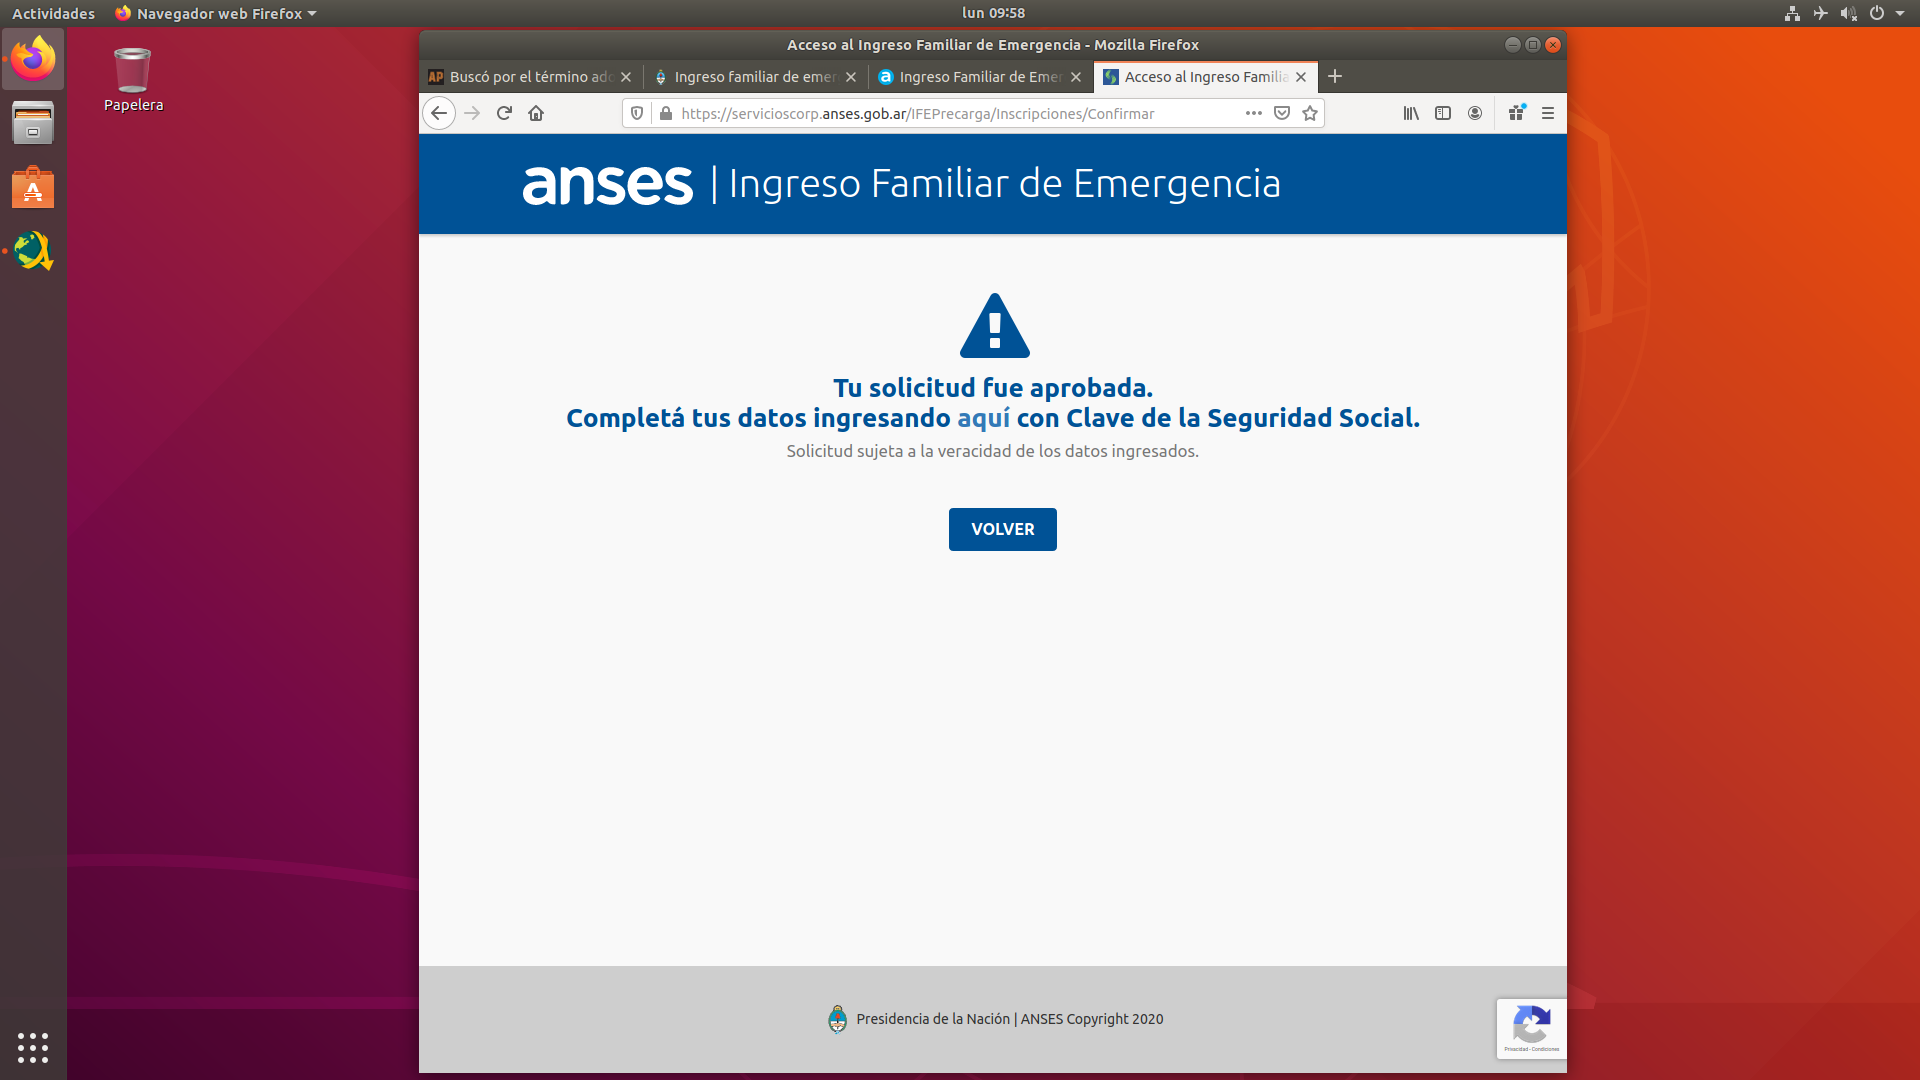 Actividades
Navegador web Firefox
lun 09:58
Papelera
Acceso al Ingreso Familiar de Emergencia - Mozilla Firefox
AP Buscó por el término ado
Ingreso familiar de emer
Ingreso Familiar de Emer
Acceso al Ingreso Familia
https://servicioscorp.anses.gob.ar/IFEPrecarga/Inscripciones/Confirmar
anses | Ingreso Familiar de Emergencia
Tu solicitud fue aprobada.
Completá tus datos ingresando aquí con Clave de la Seguridad Social.
Solicitud sujeta a la veracidad de los datos ingresados.
VOLVER
Presidencia de la Nación | ANSES Copyright 2020
Privacidad - Condiciones